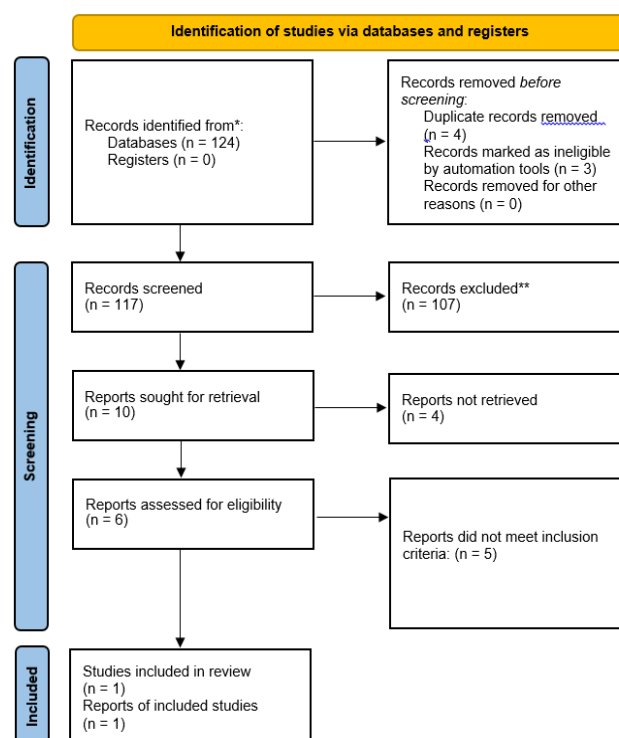 Identification of studies via databases and registers
Identification
Records identified from*:
Databases (n = 124)
Registers (n = 0)
Records removed before
screening:
Duplicate records removed
(n = 4)
Records marked as ineligible
by automation tools (n = 3)
Records removed for other
reasons (n = 0)
Screening
Records screened
(n = 117)
Records excluded**
(n = 107)
Reports sought for retrieval
(n = 10)
Reports not retrieved
(n = 4)
Reports assessed for eligibility
(n = 6)
Reports did not meet inclusion
criteria: (n = 5)
Included
Studies included in review
(n = 1)
Reports of included studies
(n = 1)